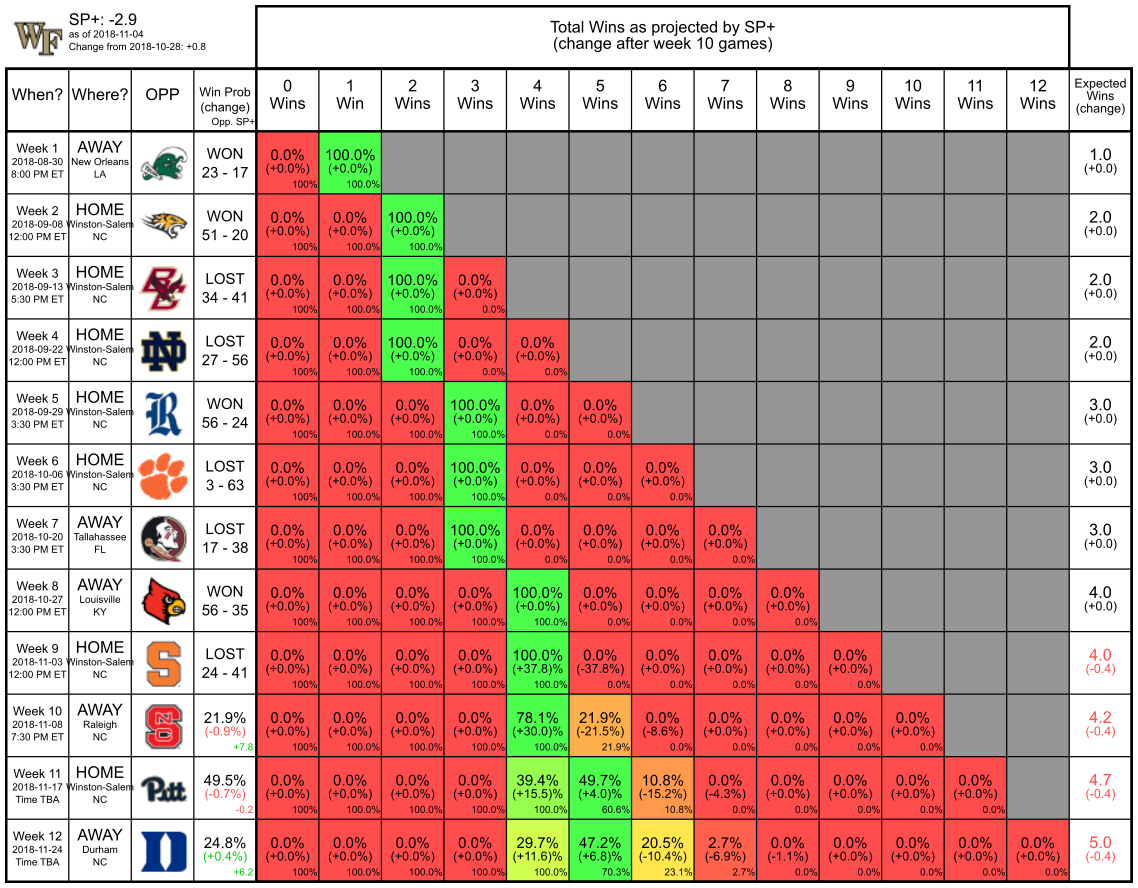 WF
SP+: -2.9
as of 2018-11-04
Change from 2018-10-28: +0.8
Total Wins as projected by SP+
(change after week 10 games)
When? Where? OPP Win Prob (change) Opp. SP+ 0 Wins 1 Win 2 Wins 3 Wins 4 Wins 5 Wins 6 Wins 7 Wins 8 Wins 9 Wins 10 Wins 11 Wins 12 Wins Expected Wins (change)
Week 1 AWAY WON 0.0% 100.0% 1.0
2018-08-30 New Orleans 23 - 17 (+0.0%) (+0.0%) (+0.0)
8:00 PM ET LA 100% 100.0%
Week 2 HOME WON 0.0% 0.0% 100.0% 2.0
2018-09-08 Winston-Salem 51 - 20 (+0.0%) (+0.0%) (+0.0%) (+0.0)
12:00 PM ET NC 100% 100.0% 100.0%
Week 3 HOME BC LOST 0.0% 0.0% 100.0% 0.0% 2.0
2018-09-13 Winston-Salem 34 - 41 (+0.0%) (+0.0%) (+0.0%) (+0.0%) (+0.0)
5:30 PM ET NC 100% 100.0% 100.0% 0.0%
Week 4 HOME ND LOST 0.0% 0.0% 100.0% 0.0% 0.0% 2.0
2018-09-22 Winston-Salem 27 - 56 (+0.0%) (+0.0%) (+0.0%) (+0.0%) (+0.0%) (+0.0)
12:00 PM ET NC 100% 100.0% 100.0% 0.0% 0.0%
Week 5 HOME R WON 0.0% 0.0% 0.0% 100.0% 0.0% 0.0% 3.0
2018-09-29 Winston-Salem 56 - 24 (+0.0%) (+0.0%) (+0.0%) (+0.0%) (+0.0%) (+0.0%) (+0.0)
3:30 PM ET NC 100% 100.0% 100.0% 100.0% 0.0% 0.0%
Week 6 HOME LOST 0.0% 0.0% 0.0% 100.0% 0.0% 0.0% 0.0% 3.0
2018-10-06 Winston-Salem 3 - 63 (+0.0%) (+0.0%) (+0.0%) (+0.0%) (+0.0%) (+0.0%) (+0.0%) (+0.0)
3:30 PM ET NC 100% 100.0% 100.0% 100.0% 0.0% 0.0% 0.0%
Week 7 AWAY LOST 0.0% 0.0% 0.0% 100.0% 0.0% 0.0% 0.0% 0.0% 3.0
2018-10-20 Tallahassee 17 - 38 (+0.0%) (+0.0%) (+0.0%) (+0.0%) (+0.0%) (+0.0%) (+0.0%) (+0.0%) (+0.0)
3:30 PM ET FL 100% 100.0% 100.0% 100.0% 0.0% 0.0% 0.0% 0.0%
Week 8 AWAY WON 0.0% 0.0% 0.0% 0.0% 100.0% 0.0% 0.0% 0.0% 0.0% 4.0
2018-10-27 Louisville 56 - 35 (+0.0%) (+0.0%) (+0.0%) (+0.0%) (+0.0%) (+0.0%) (+0.0%) (+0.0%) (+0.0%) (+0.0)
12:00 PM ET KY 100% 100.0% 100.0% 100.0% 100.0% 0.0% 0.0% 0.0% 0.0%
Week 9 HOME S LOST 0.0% 0.0% 0.0% 0.0% 100.0% 0.0% 0.0% 0.0% 0.0% 0.0% 4.0
2018-11-03 Winston-Salem 24 - 41 (+0.0%) (+0.0%) (+0.0%) (+0.0%) (+37.8)% (-37.8%) (+0.0%) (+0.0%) (+0.0%) (+0.0%) (-0.4)
12:00 PM ET NC 100% 100.0% 100.0% 100.0% 100.0% 0.0% 0.0% 0.0% 0.0% 0.0%
Week 10 AWAY NCS 21.9% 0.0% 0.0% 0.0% 0.0% 78.1% 21.9% 0.0% 0.0% 0.0% 0.0% 0.0% 4.2
2018-11-08 Raleigh (-0.9%) (+0.0%) (+0.0%) (+0.0%) (+0.0%) (+30.0)% (-21.5%) (-8.6%) (+0.0%) (+0.0%) (+0.0%) (+0.0%) (-0.4)
7:30 PM ET NC +7.8 100% 100.0% 100.0% 100.0% 100.0% 21.9% 0.0% 0.0% 0.0% 0.0% 0.0%
Week 11 HOME Pitt 49.5% 0.0% 0.0% 0.0% 0.0% 39.4% 49.7% 10.8% 0.0% 0.0% 0.0% 0.0% 0.0% 4.7
2018-11-17 Winston-Salem (-0.7%) (+0.0%) (+0.0%) (+0.0%) (+0.0%) (+15.5)% (+4.0)% (-15.2%) (-4.3%) (+0.0%) (+0.0%) (+0.0%) (+0.0%) (-0.4)
Time TBA NC -0.2 100% 100.0% 100.0% 100.0% 100.0% 60.6% 10.8% 0.0% 0.0% 0.0% 0.0% 0.0%
Week 12 AWAY D 24.8% 0.0% 0.0% 0.0% 0.0% 29.7% 47.2% 20.5% 2.7% 0.0% 0.0% 0.0% 0.0% 0.0% 5.0
2018-11-24 Durham (+0.4%) (+0.0%) (+0.0%) (+0.0%) (+0.0%) (+11.6)% (+6.8)% (-10.4%) (-6.9%) (-1.1%) (+0.0%) (+0.0%) (+0.0%) (+0.0%) (-0.4)
Time TBA NC +6.2 100% 100.0% 100.0% 100.0% 100.0% 70.3% 23.1% 2.7% 0.0% 0.0% 0.0% 0.0% 0.0%